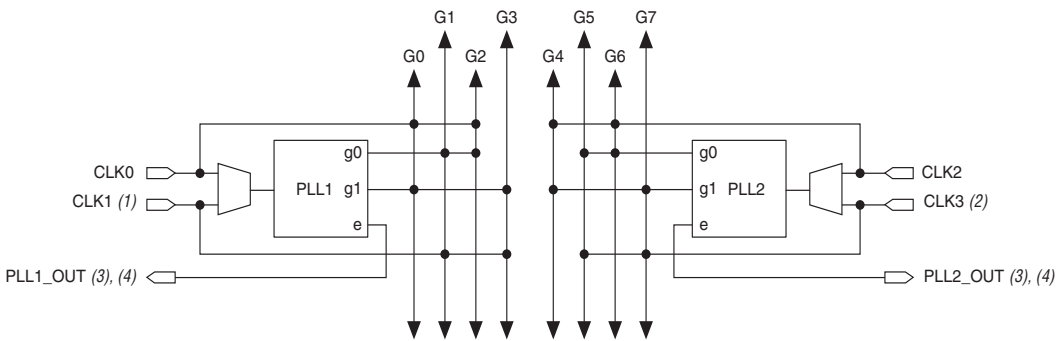 G1 G3 G5 G7
G0 G2 G4 G6
g0 g0
CLK0 PLL1 g1 g1 PLL2 CLK2
CLK1 (1) CLK3 (2)
e e
PLL1_OUT (3), (4) PLL2_OUT (3), (4)